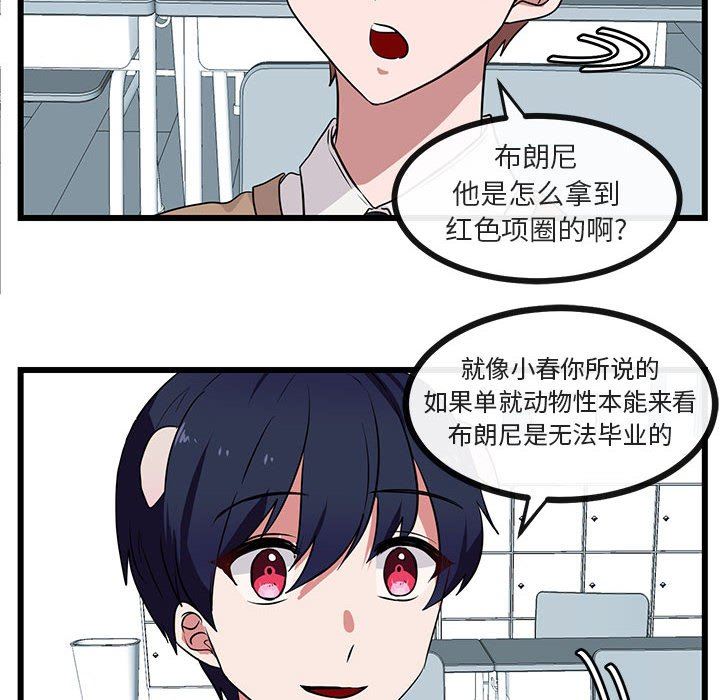 布朗尼
他是怎么拿到
红色项圈的啊?
就像小春你所说的
如果单就动物性本能来看
布朗尼是无法毕业的